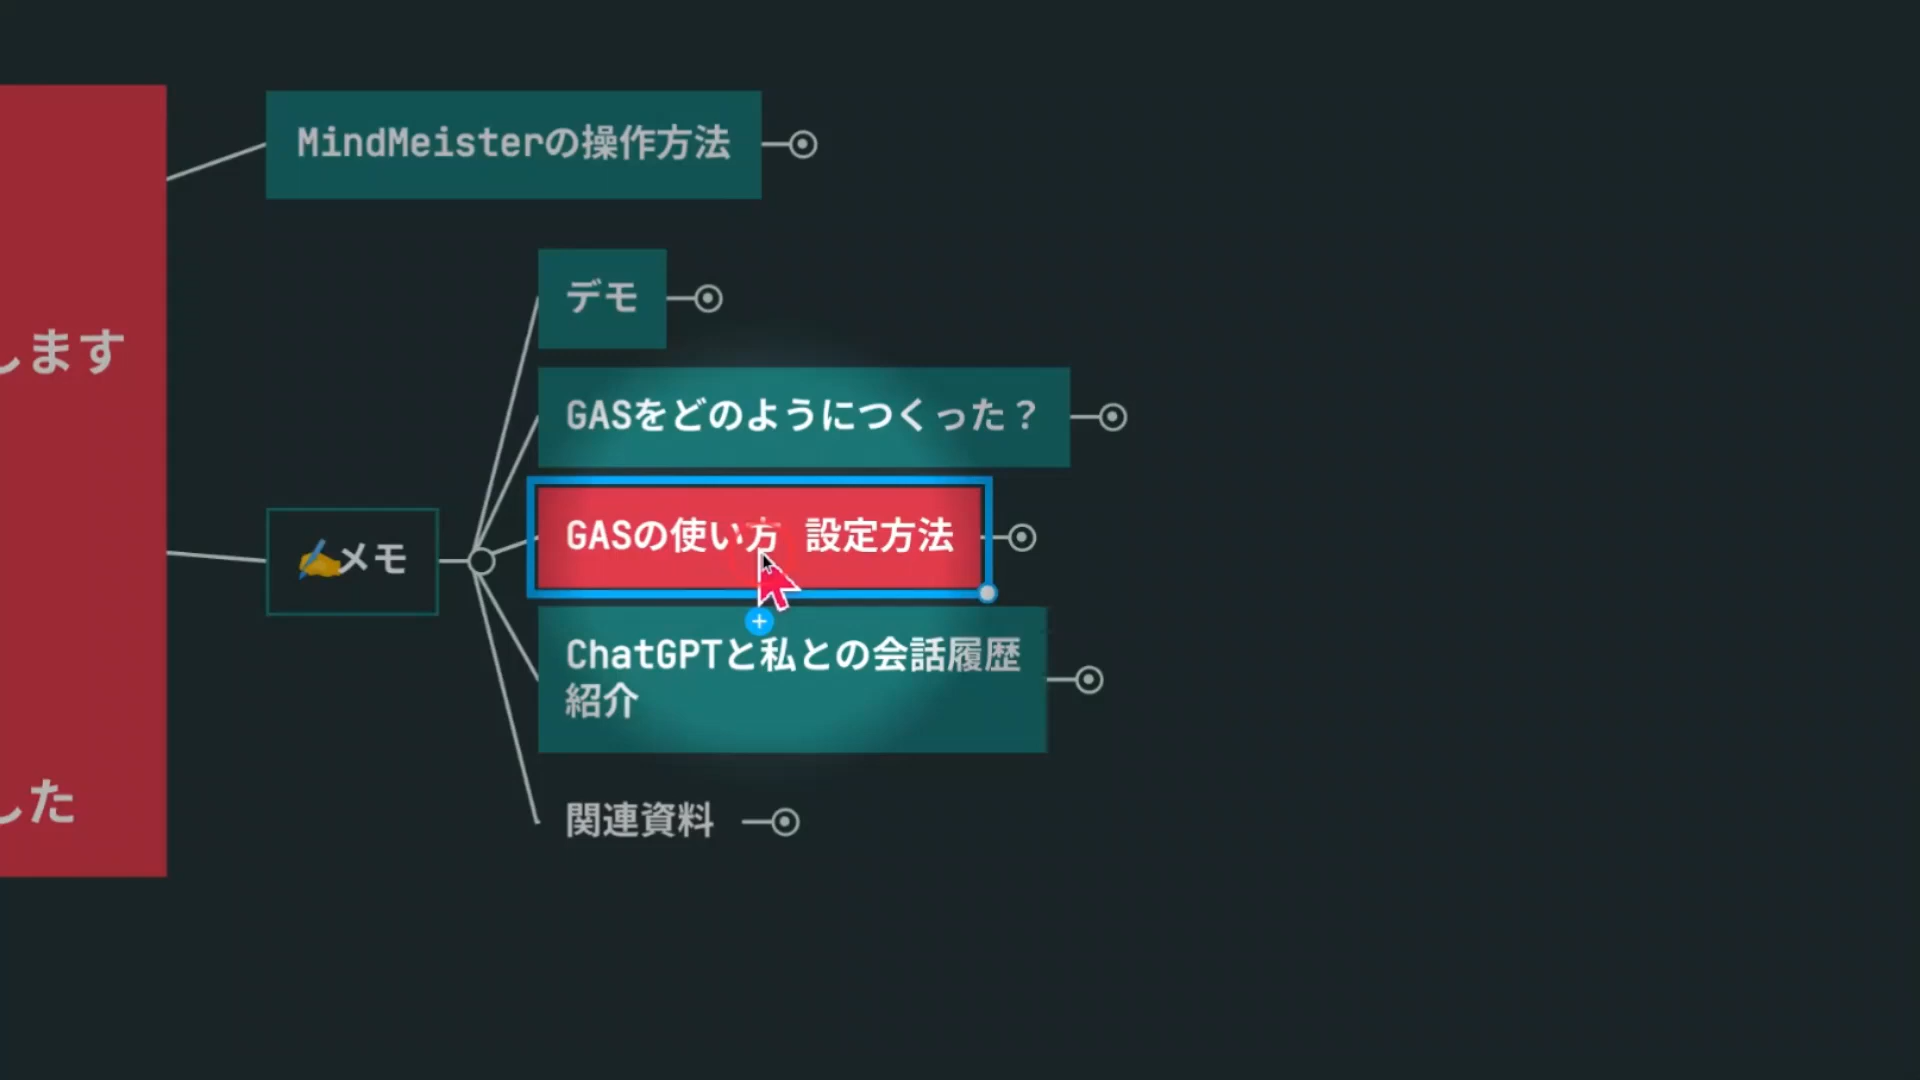 MindMeisterの操作方法
します
デモ
GASをどのようにつくった？
GASの使い方 設定方法
✍メモ
ChatGPTと私との会話履歴
紹介
した
関連資料